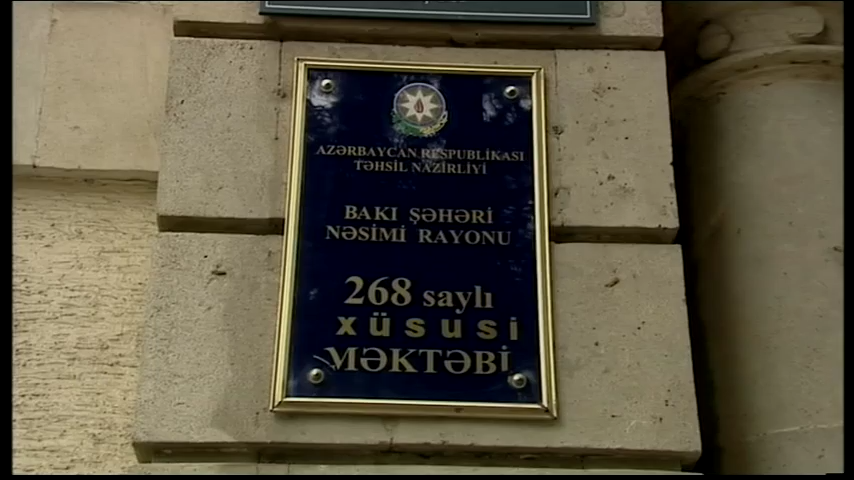 AZƏRBAYCAN RESPUBLİKASI
TƏHSİL NAZİRLİYİ
BAKI ŞƏHƏRİ
NƏSİMİ RAYONU
268 saylı
xüsusi
MƏKTƏBİ